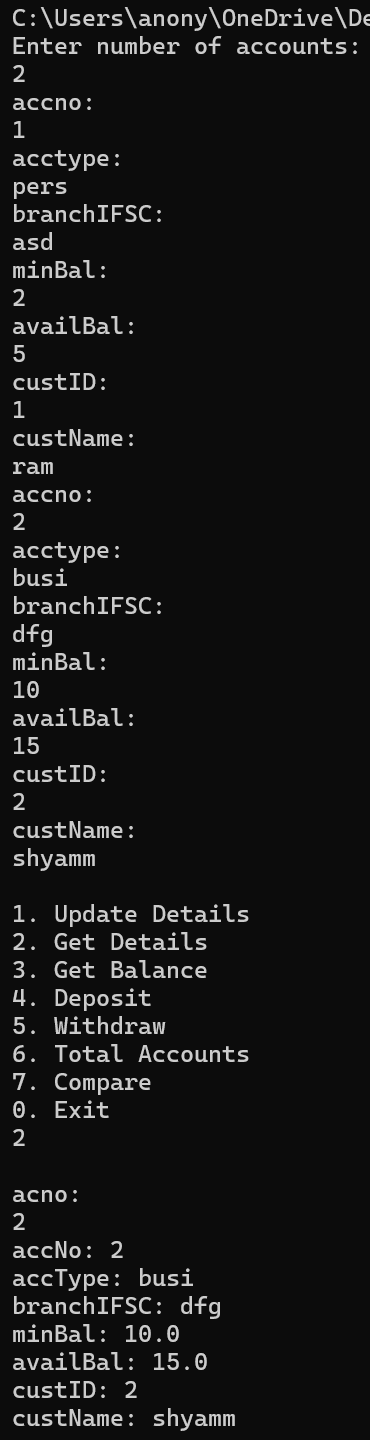 C:\Users\anony\OneDrive\De
Enter number of accounts:
2
accno:
1
acctype:
pers
branchIFSC:
asd
minBal:
2
availBal:
5
custID:
1
custName:
ram
accno:
2
acctype:
busi
branchIFSC:
dfg
minBal:
10
availBal:
15
custID:
2
custName:
shyamm
1. Update Details
2. Get Details
3. Get Balance
4. Deposit
5. Withdraw
6. Total Accounts
7. Compare
0. Exit
2
acno:
2
accNo: 2
accType: busi
branchIFSC: dfg
minBal: 10.0
availBal: 15.0
custID: 2
custName: shyamm